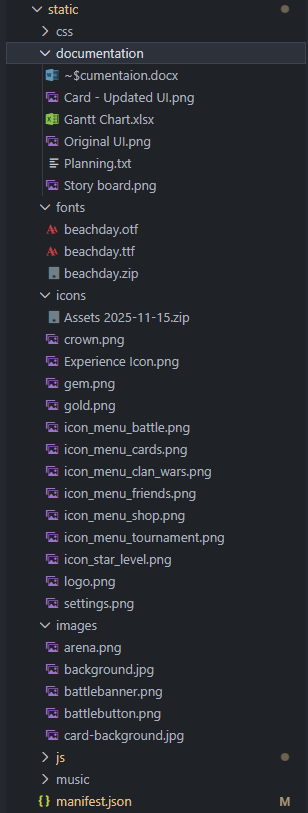 static
css
documentation
~$cumentaion.docx
Card - Updated UI.png
Gantt Chart.xlsx
Original UI.png
Planning.txt
Story board.png
fonts
beachday.otf
beachday.ttf
beachday.zip
icons
Assets 2025-11-15.zip
crown.png
Experience Icon.png
gem.png
gold.png
icon_menu_battle.png
icon_menu_cards.png
icon_menu_clan_wars.png
icon_menu_friends.png
icon_menu_shop.png
icon_menu_tournament.png
icon_star_level.png
logo.png
settings.png
images
arena.png
background.jpg
battlebanner.png
battlebutton.png
card-background.jpg
js
music
{} manifest.json M